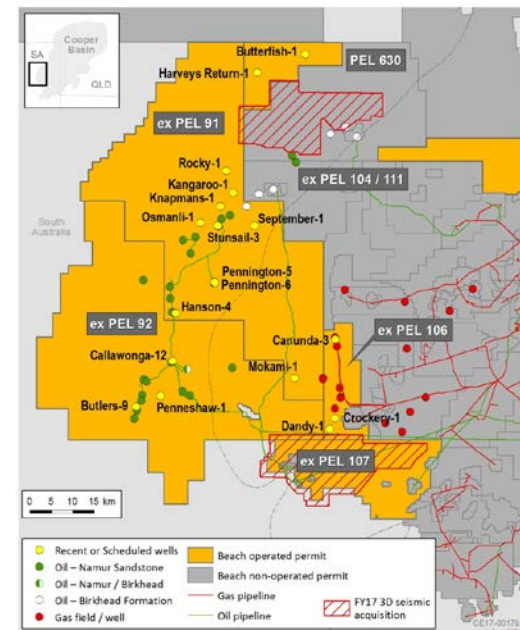 Cooper
Basin
SA
QLD
Butterfish-1
PEL 630
Harveys Return-1
ex PEL 91
Rocky-1
ex PEL 104 / 111
Kangaroo-1
Knapmans-1
Osmanli-1
September-1
Stunsail-3
South
Australia
Pennington-5
Pennington-6
Hanson-4
ex PEL 92
ex PEL 106
Canunda-3
Callawonga-12
Mokami-1
Butlers-9
Penneshaw-1
Crockery-1
Dandy-1
ex PEL 107
0 5 10 15 km
Recent or Scheduled wells
Oil – Namur Sandstone
Oil – Namur / Birkhead
Oil – Birkhead Formation
Gas field / well
Beach operated permit
Beach non-operated permit
Gas pipeline
Oil pipeline
FY17 3D seismic
acquisition